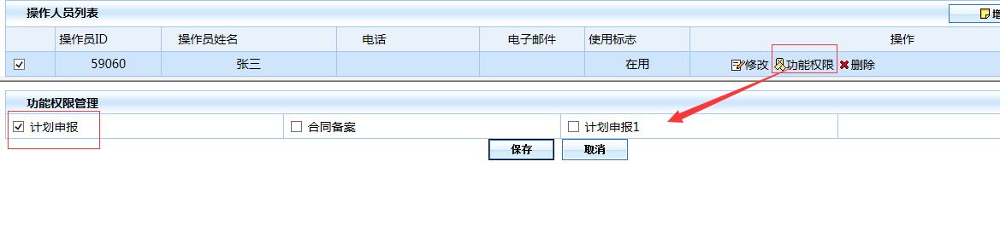 操作人员列表
操作员ID 操作员姓名 电话 电子邮件 使用标志 操作
59060 张三 在用 修改 功能权限 删除
功能权限管理
计划申报 合同备案 计划申报1
保存 取消